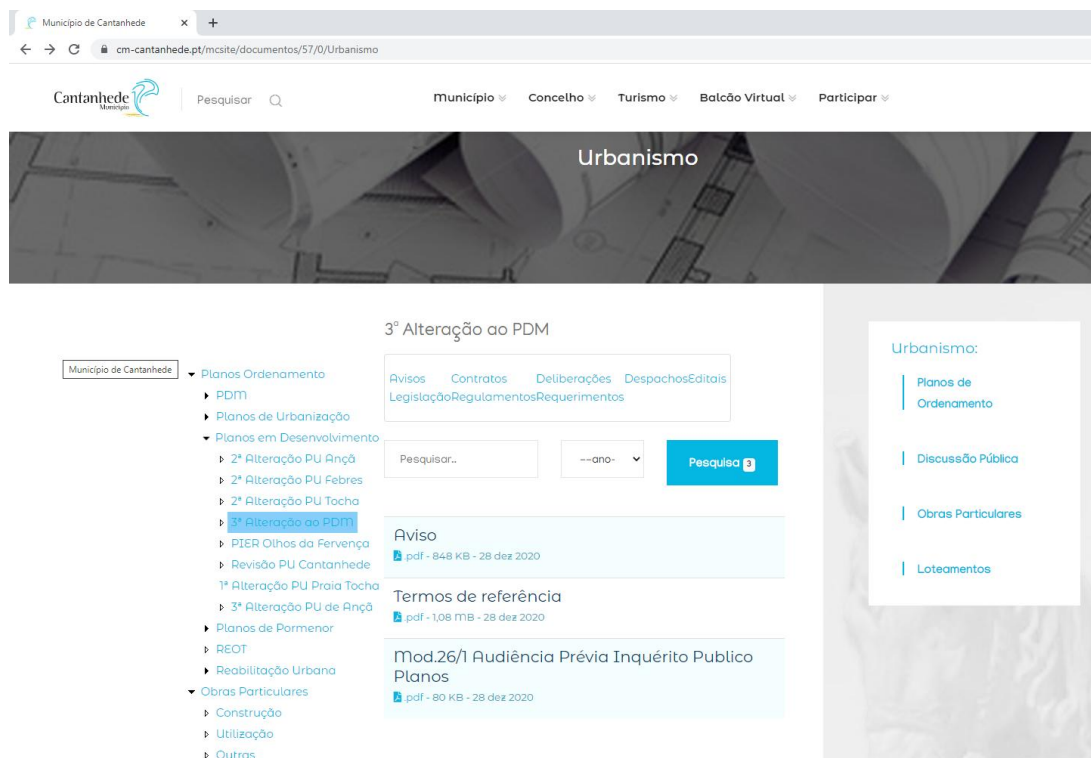 Município de Cantanhede
cm-cantanhede.pt/mcsite/documentos/57/0/Urbanismo
Cantanhede
Município
Pesquisar
Município
Concelho
Turismo
Balcão Virtual
Participar
Urbanismo
Município de Cantanhede
Planos Ordenamento
PDM
Planos de Urbanização
Planos em Desenvolvimento
2ª Alteração PU Ançã
2ª Alteração PU Febres
2ª Alteração PU Tocha
3ª Alteração ao PDM
PIER Olhos da Fervença
Revisão PU Cantanhede
1ª Alteração PU Praia Tocha
3ª Alteração PU de Ançã
Planos de Pormenor
REOT
Reabilitação Urbana
Obras Particulares
Construção
Utilização
Outras
3ª Alteração ao PDM
Avisos Contratos Deliberações DespachosEditais
LegislaçãoRegulamentosRequerimentos
Pesquisar..
--ano-
Pesquisa 3
Aviso
.pdf - 848 KB - 28 dez 2020
Termos de referência
.pdf - 1,08 MB - 28 dez 2020
Mod.26/1 Audiência Prévia Inquérito Publico
Planos
.pdf - 80 KB - 28 dez 2020
Urbanismo:
Planos de
Ordenamento
Discussão Pública
Obras Particulares
Loteamentos